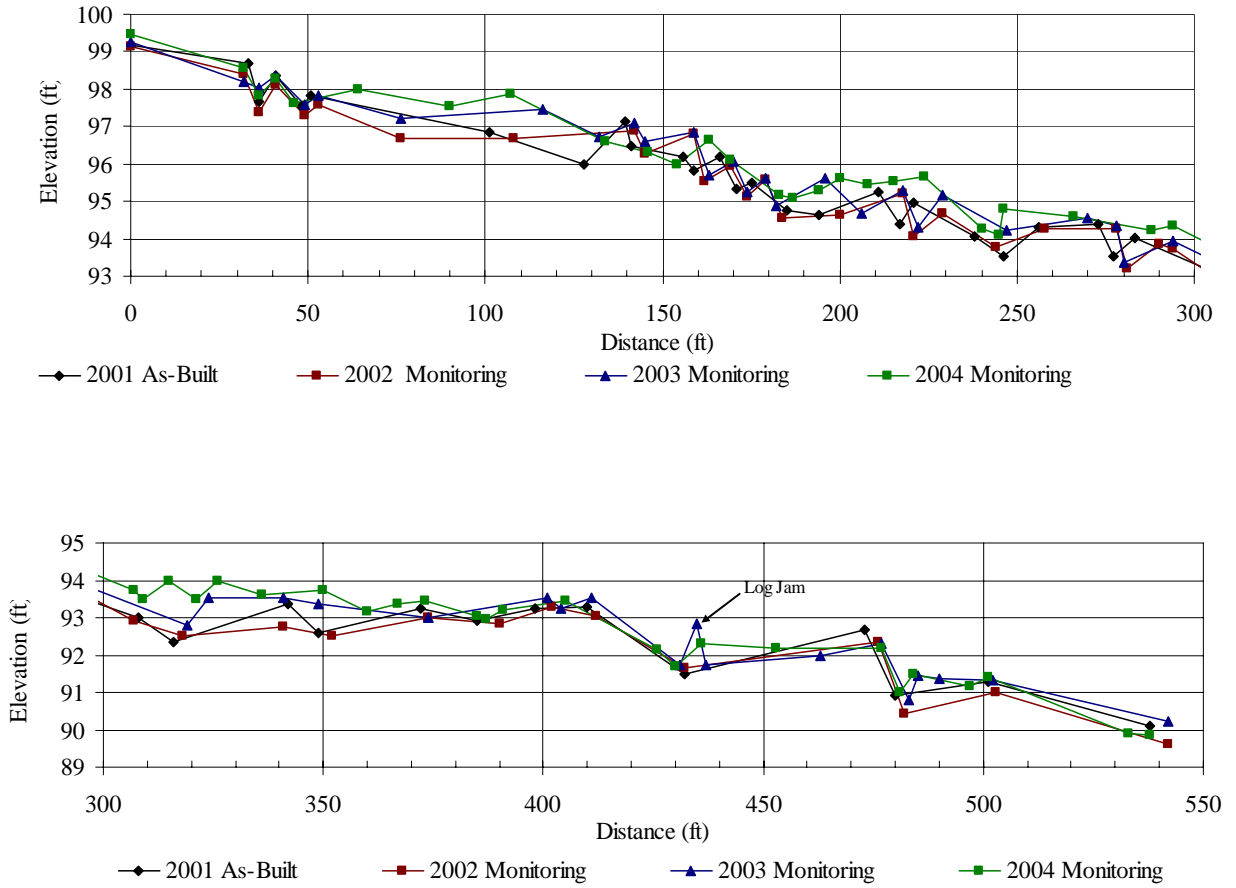 100
99
98
97
96
95
94
93
Elevation (ft)
0 50 100 150 200 250 300
Distance (ft)
2001 As-Built 2002 Monitoring 2003 Monitoring 2004 Monitoring
95
94
93
92
91
90
89
Elevation (ft)
Log Jam
300 350 400 450 500 550
Distance (ft)
2001 As-Built 2002 Monitoring 2003 Monitoring 2004 Monitoring